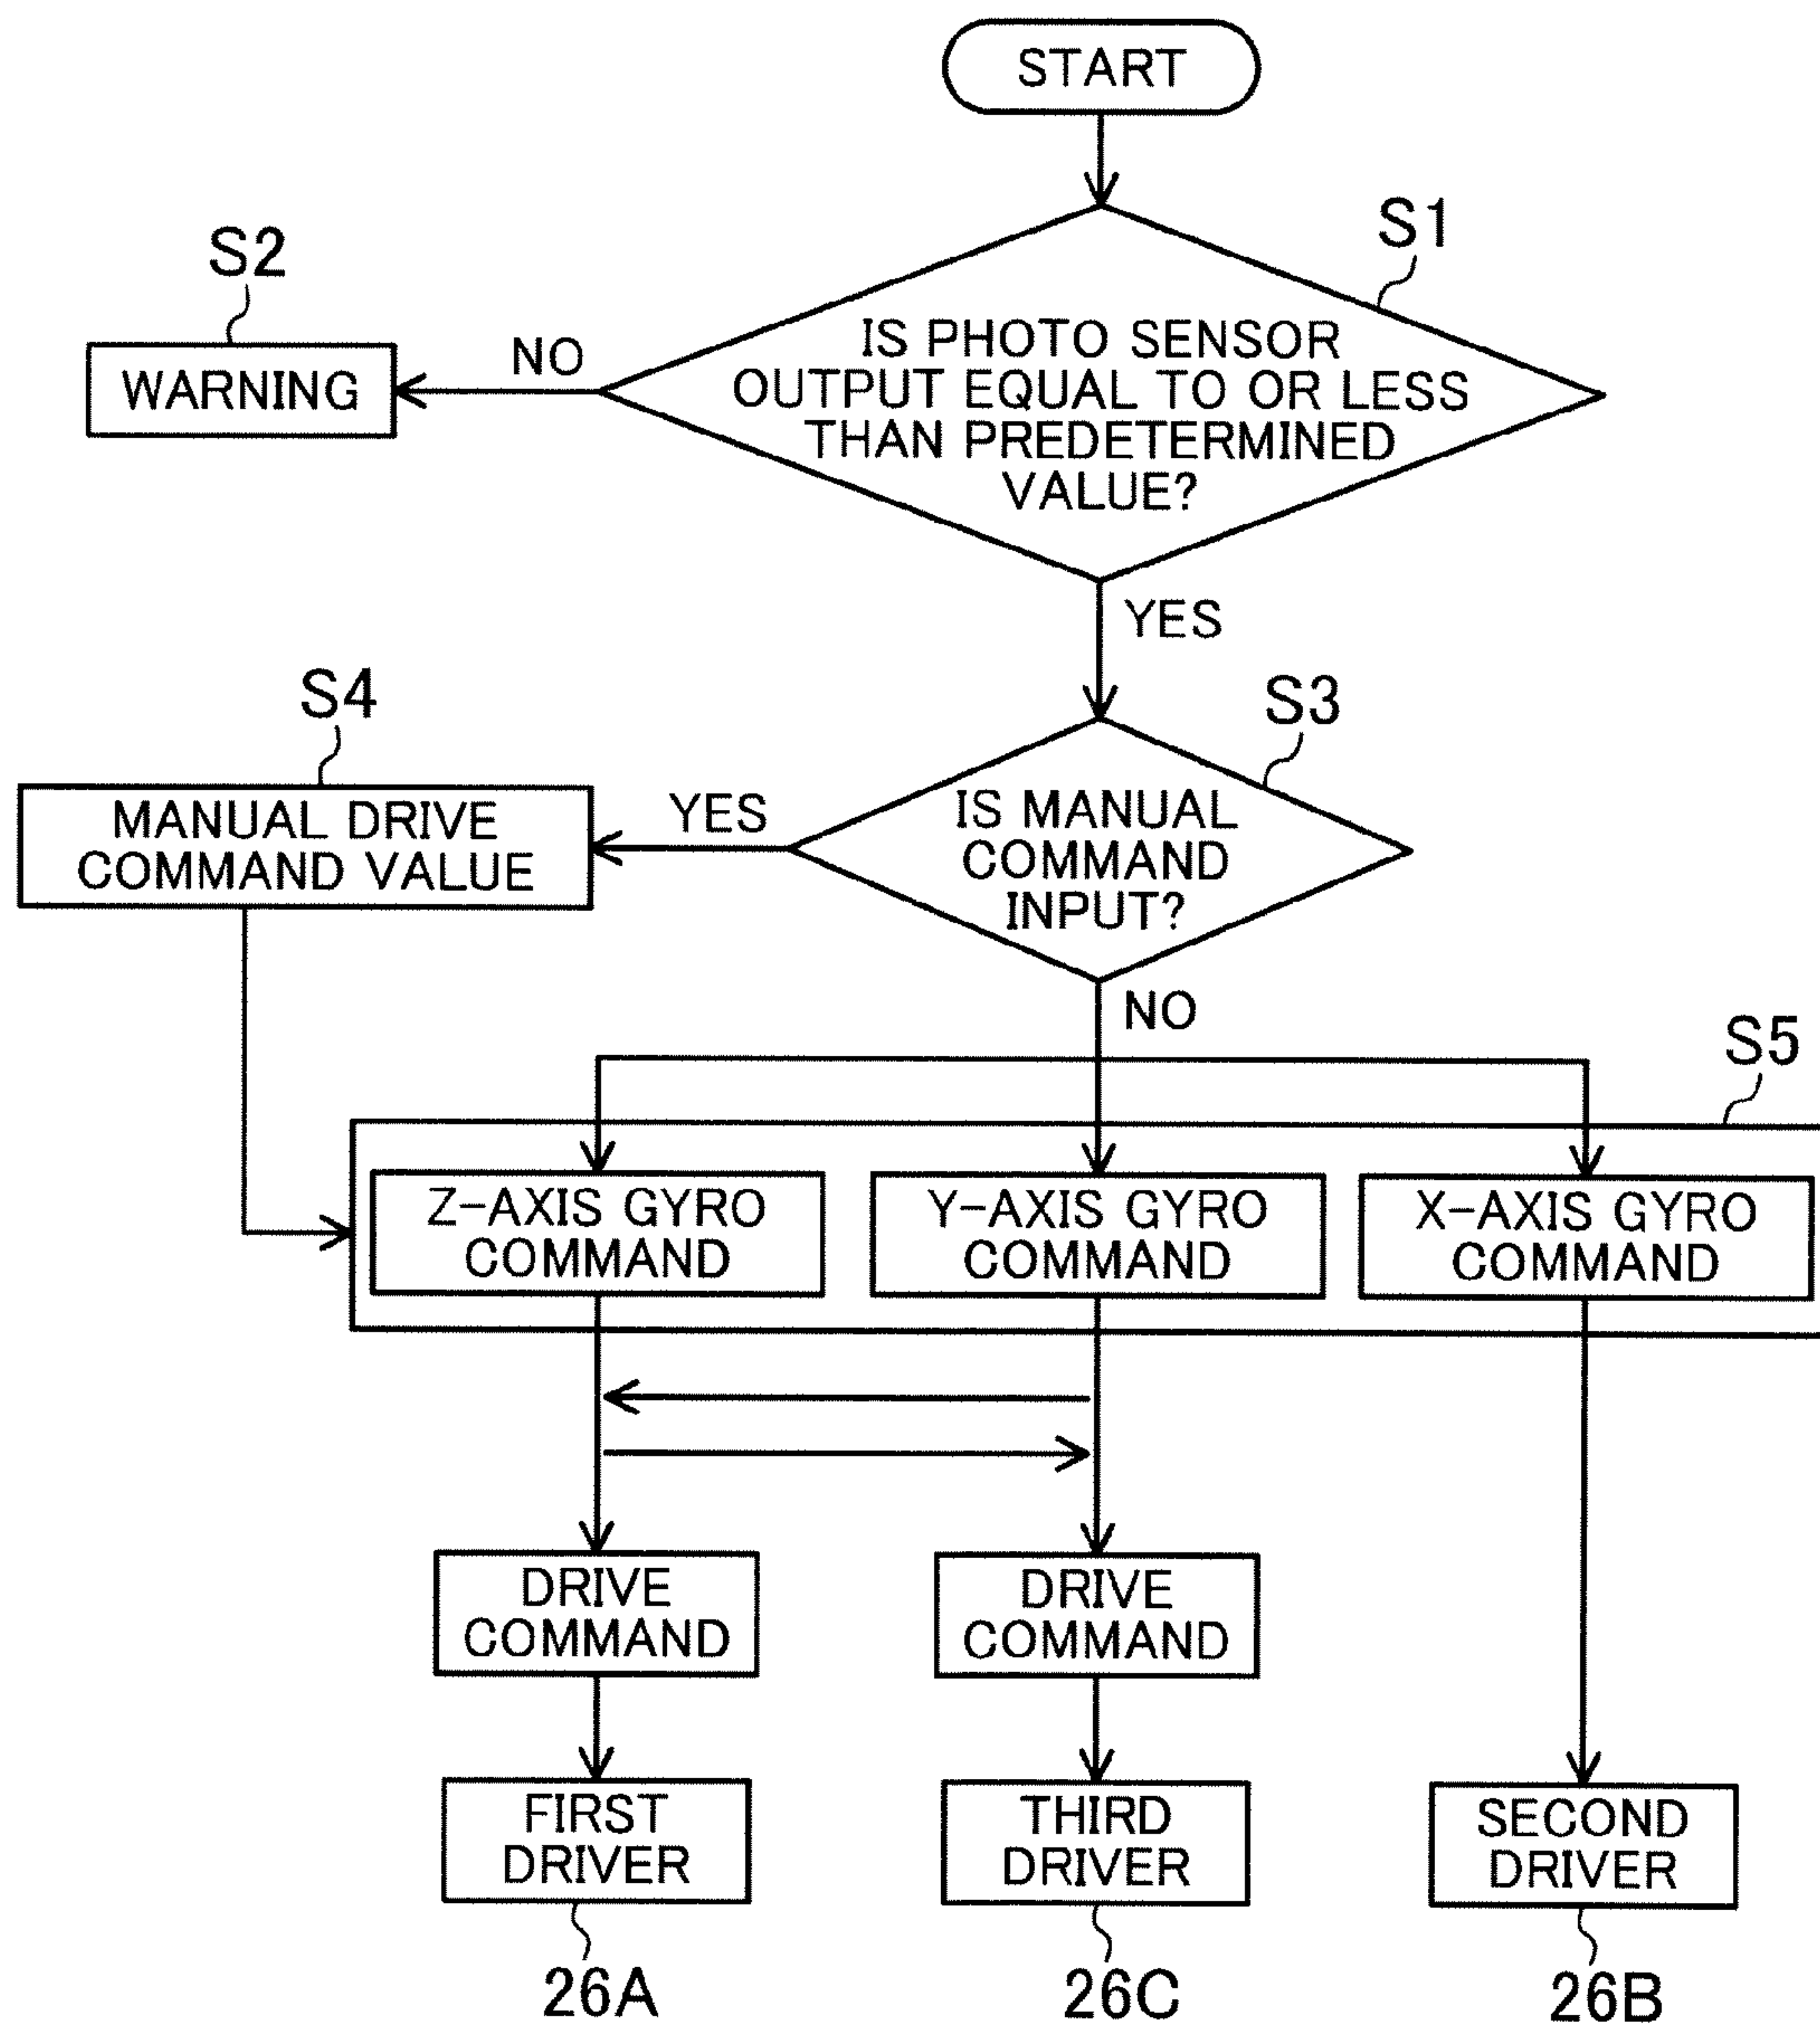 START
S1
S2
IS PHOTO SENSOR
OUTPUT EQUAL TO OR LESS
THAN PREDETERMINED
VALUE?
NO
WARNING
YES
S3
S4
IS MANUAL
COMMAND
INPUT?
YES
MANUAL DRIVE
COMMAND VALUE
NO
S5
Z-AXIS GYRO
COMMAND
Y-AXIS GYRO
COMMAND
X-AXIS GYRO
COMMAND
DRIVE
COMMAND
DRIVE
COMMAND
FIRST
DRIVER
THIRD
DRIVER
SECOND
DRIVER
26A
26C
26B